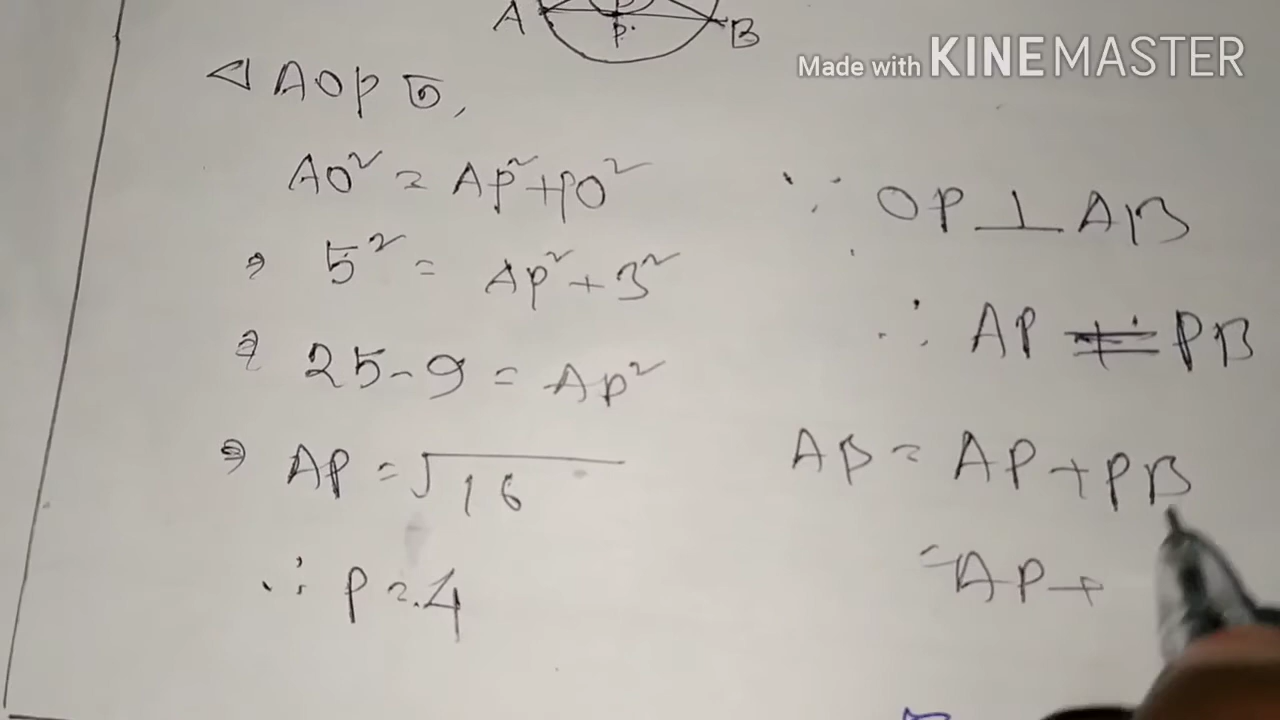 A
P.
B
Made with KINEMASTER
◁ AOP ত,
AO² = AP² + PO²
⇒ 5² = AP² + 3²
⇒ 25 - 9 = AP²
⇒ AP = √16
∴ P = 4
∵ OP ⊥ AB
∴ AP = PB
AB = AP + PB
= AP +